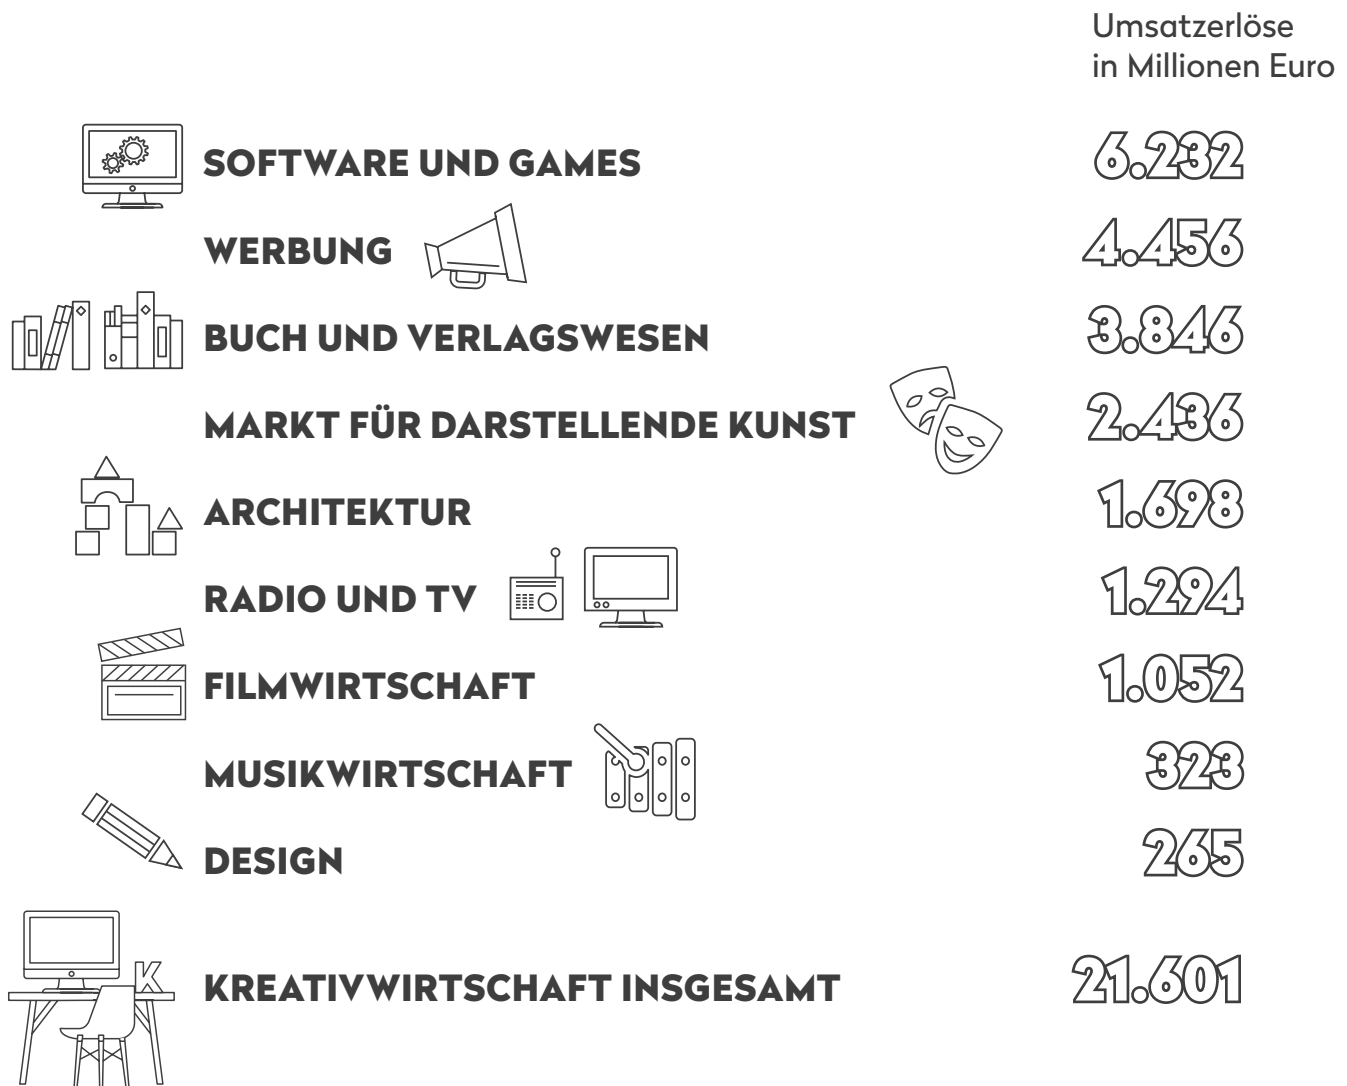 Umsatzerlöse
in Millionen Euro
SOFTWARE UND GAMES 6.232
WERBUNG 4.456
BUCH UND VERLAGSWESEN 3.846
MARKT FÜR DARSTELLENDE KUNST 2.436
ARCHITEKTUR 1.698
RADIO UND TV 1.294
FILMWIRTSCHAFT 1.052
MUSIKWIRTSCHAFT 323
DESIGN 265
K
KREATIVWIRTSCHAFT INSGESAMT 21.601